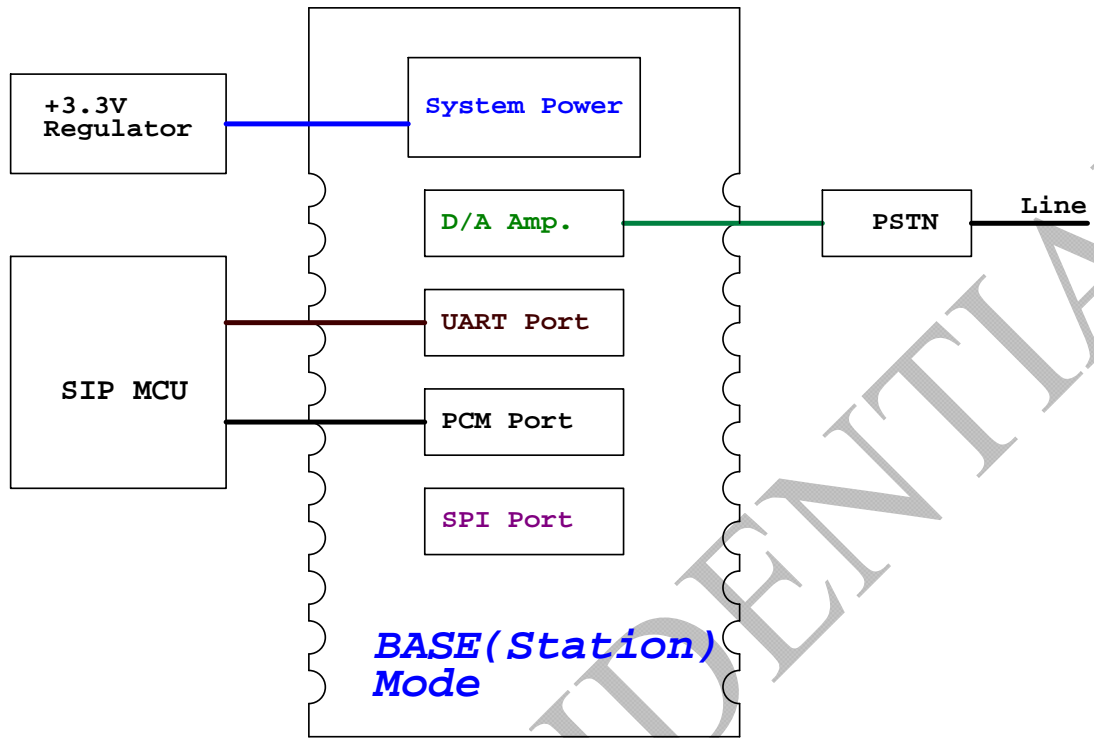 +3.3V
Regulator
System Power
D/A Amp.
PSTN
Line
UART Port
SIP MCU
PCM Port
SPI Port
BASE(Station)
Mode